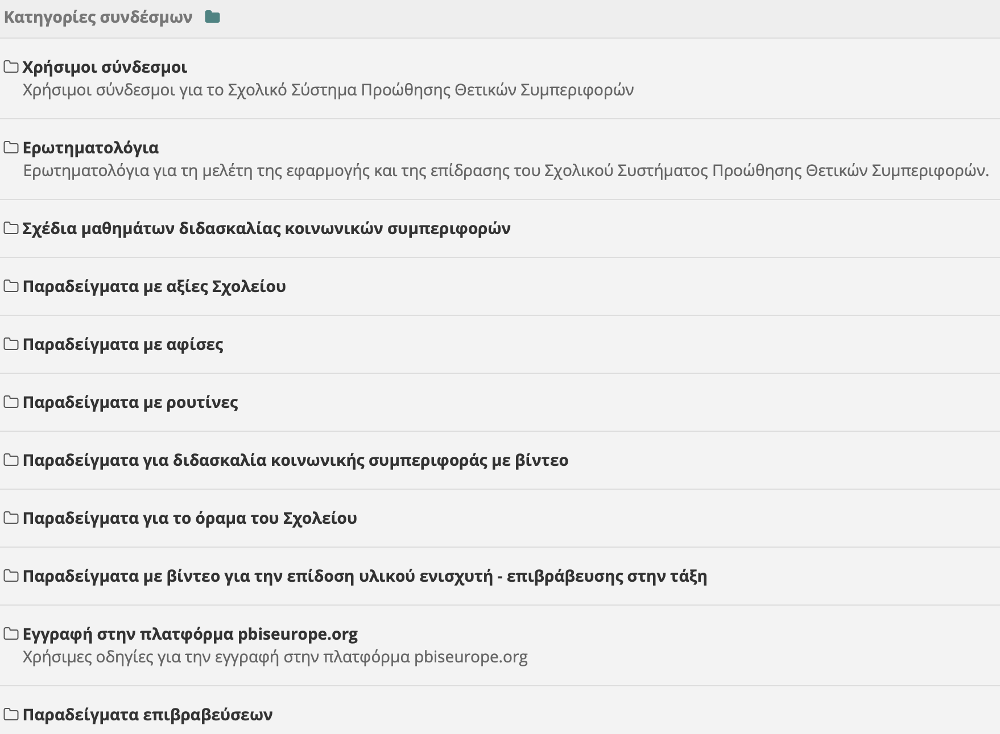 Κατηγορίες συνδέσμων
Χρήσιμοι σύνδεσμοι
Χρήσιμοι σύνδεσμοι για το Σχολικό Σύστημα Προώθησης Θετικών Συμπεριφορών
Ερωτηματολόγια
Ερωτηματολόγια για τη μελέτη της εφαρμογής και της επίδρασης του Σχολικού Συστήματος Προώθησης Θετικών Συμπεριφορών.
Σχέδια μαθημάτων διδασκαλίας κοινωνικών συμπεριφορών
Παραδείγματα με αξίες Σχολείου
Παραδείγματα με αφίσες
Παραδείγματα με ρουτίνες
Παραδείγματα για διδασκαλία κοινωνικής συμπεριφοράς με βίντεο
Παραδείγματα για το όραμα του Σχολείου
Παραδείγματα με βίντεο για την επίδοση υλικού ενισχυτή - επιβράβευσης στην τάξη
Εγγραφή στην πλατφόρμα pbiseurope.org
Χρήσιμες οδηγίες για την εγγραφή στην πλατφόρμα pbiseurope.org
Παραδείγματα επιβραβεύσεων